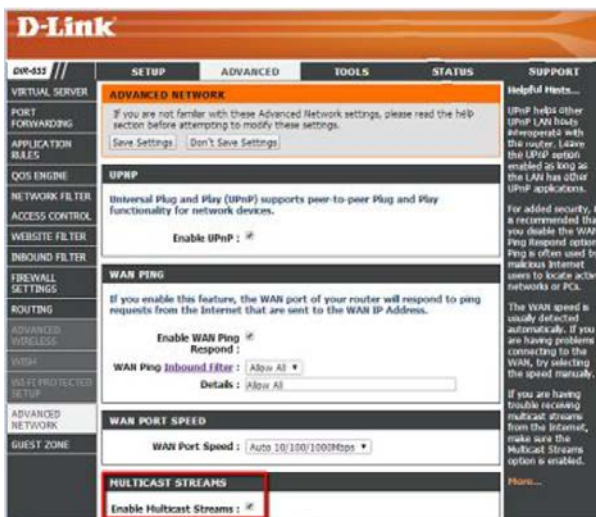 D-Link
DIR-655
SETUP
ADVANCED
TOOLS
STATUS
SUPPORT
VIRTUAL SERVER
PORT
FORWARDING
APPLICATION
RULES
QOS ENGINE
NETWORK FILTER
ACCESS CONTROL
WEBSITE FILTER
INBOUND FILTER
FIREWALL
SETTINGS
ROUTING
ADVANCED
WIRELESS
WISH
WI-FI PROTECTED
SETUP
ADVANCED
NETWORK
GUEST ZONE
ADVANCED NETWORK
If you are not familar with these Advanced Network settings, please read the help
section before attempting to modify these settings.
Save Settings
Don't Save Settings
UPNP
Universal Plug and Play (UPnP) supports peer-to-peer Plug and Play
functionality for network devices.
Enable UPnP :
WAN PING
If you enable this feature, the WAN port of your router will respond to ping
requests from the Internet that are sent to the WAN IP Address.
Enable WAN Ping
Respond :
WAN Ping Inbound Filter : Allow All
Details : Allow All
WAN PORT SPEED
WAN Port Speed : Auto 10/100/1000Mbps
MULTICAST STREAMS
Enable Multicast Streams :
Helpful Hints...
UPnP helps other
UPnP LAN hosts
interoperate with
the router. Leave
the UPnP option
enabled as long as
the LAN has other
UPnP applications.
For added security, i
is recommended tha
you disable the WAN
Ping Respond option
Ping is often used by
malicious Internet
users to locate activ
networks or PCs.
The WAN speed is
usually detected
automatically. If you
are having problems
connecting to the
WAN, try selecting
the speed manually.
If you are having
trouble receiving
multicast streams
from the Internet,
make sure the
Multicast Streams
option is enabled.
More...